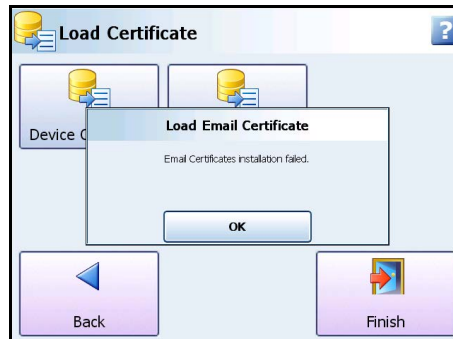 Load Certificate
?
Device
Load Email Certificate
Email Certificates installation failed.
OK
Back
Finish